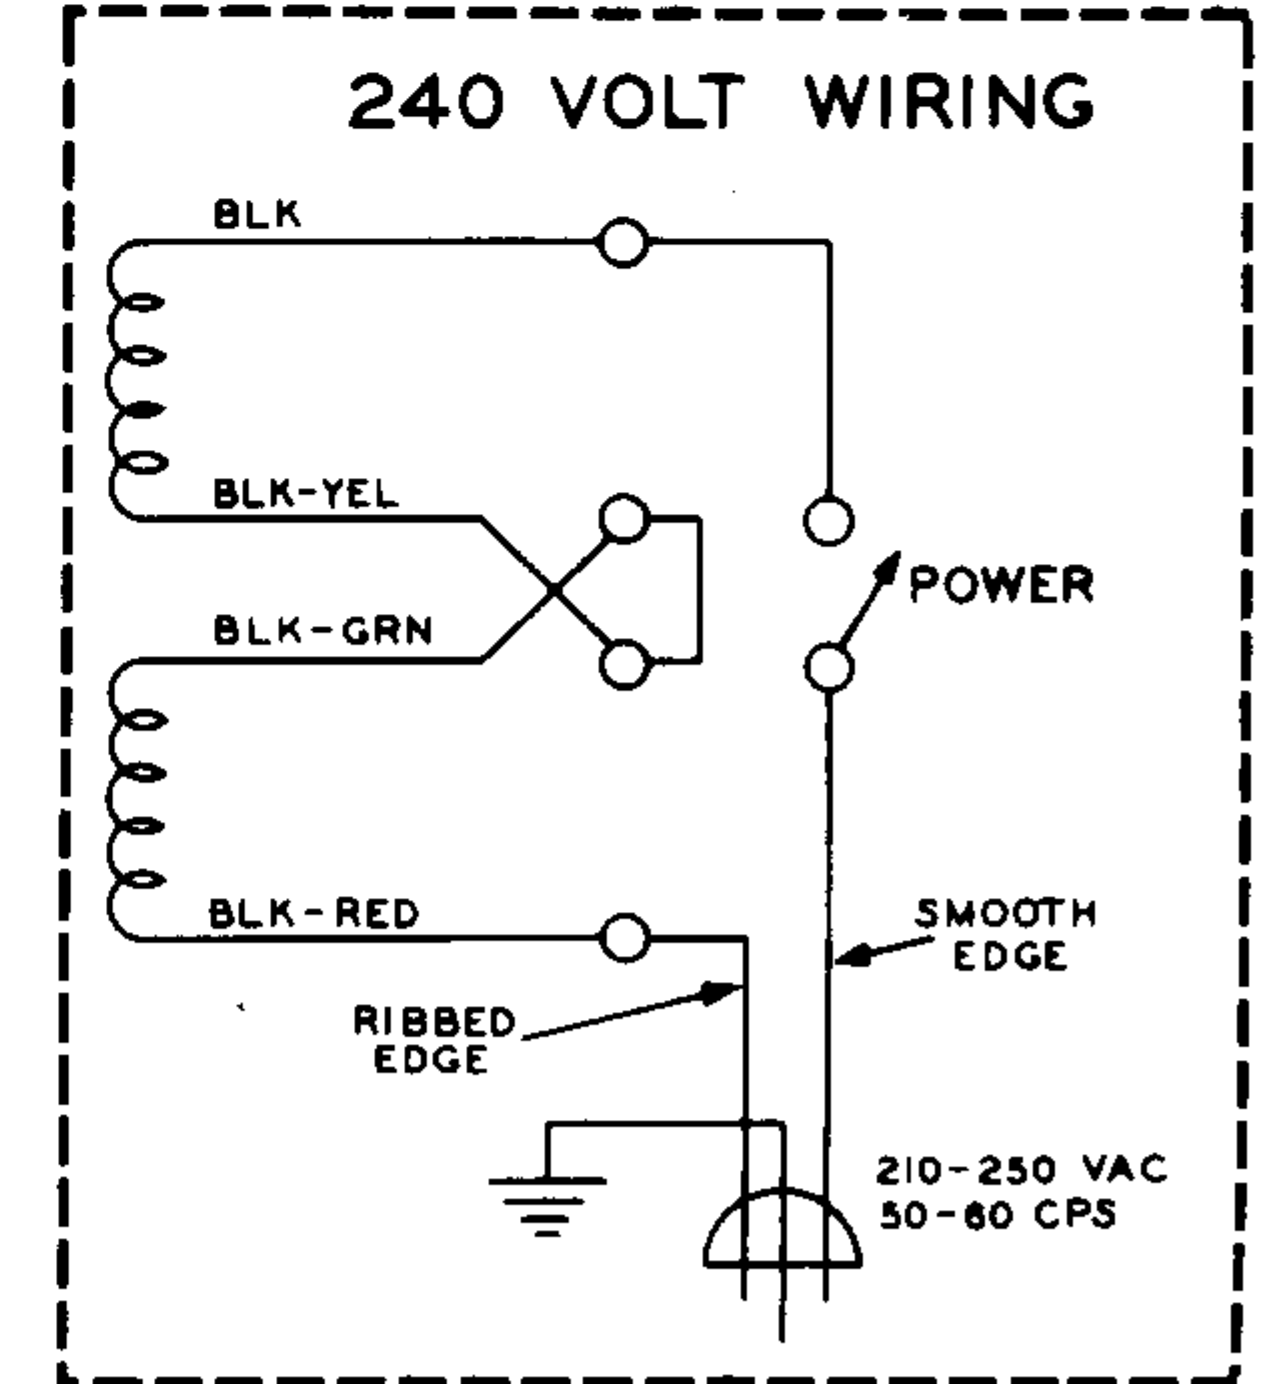 240 VOLT WIRING
BLK
BLK-YEL
POWER
BLK-GRN
BLK-RED
SMOOTH
EDGE
RIBBED
EDGE
210-250 VAC
50-60 CPS